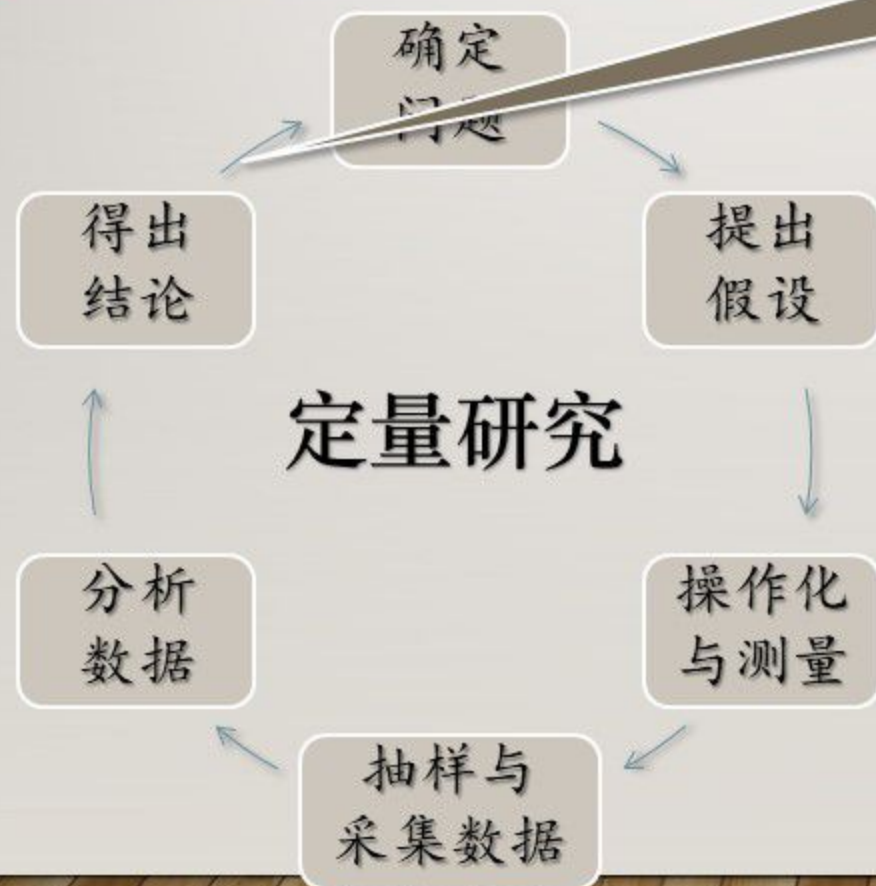 确定
问题
提出
假设
操作化
与测量
抽样与
采集数据
分析
数据
得出
结论
定量研究